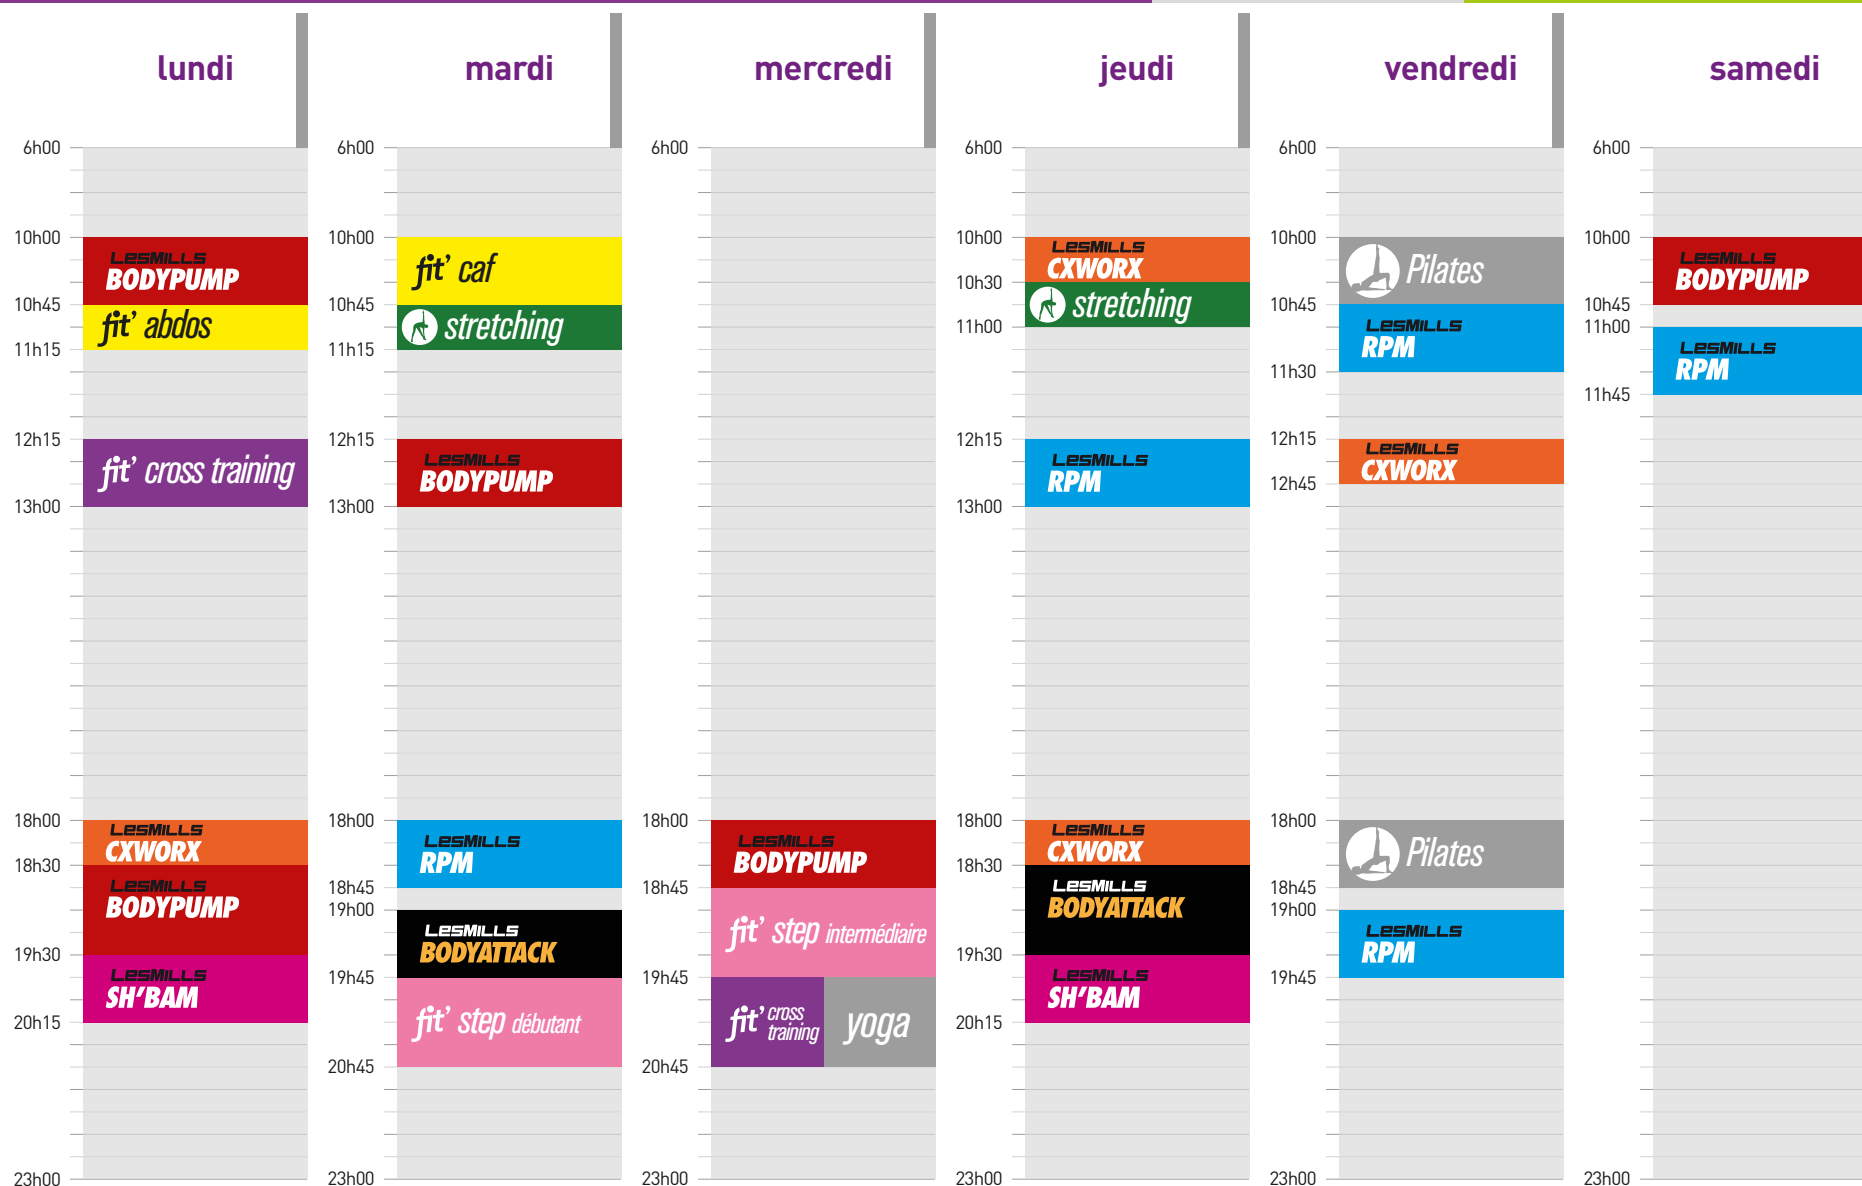 lundi
6h00
10h00
LesMILLS
BODYPUMP
10h45
fit' abdos
11h15
12h15
fit' cross training
13h00
18h00
LesMILLS
CXWORX
18h30
LesMILLS
BODYPUMP
19h30
LesMILLS
SH'BAM
20h15
23h00
mardi
6h00
10h00
fit' caf
10h45
stretching
11h15
12h15
LesMILLS
BODYPUMP
13h00
18h00
LesMILLS
RPM
18h45
19h00
LesMILLS
BODYATTACK
19h45
fit' step débutant
20h45
23h00
mercredi
6h00
18h00
LesMILLS
BODYPUMP
18h45
fit' step intermédiaire
19h45
fit' cross
training
yoga
20h45
23h00
jeudi
6h00
10h00
LesMILLS
CXWORX
10h30
stretching
11h00
12h15
LesMILLS
RPM
13h00
18h00
LesMILLS
CXWORX
18h30
LesMILLS
BODYATTACK
19h30
LesMILLS
SH'BAM
20h15
23h00
vendredi
6h00
10h00
Pilates
10h45
LesMILLS
RPM
11h30
12h15
LesMILLS
CXWORX
12h45
18h00
Pilates
18h45
19h00
LesMILLS
RPM
19h45
23h00
samedi
6h00
10h00
LesMILLS
BODYPUMP
10h45
11h00
LesMILLS
RPM
11h45
23h00